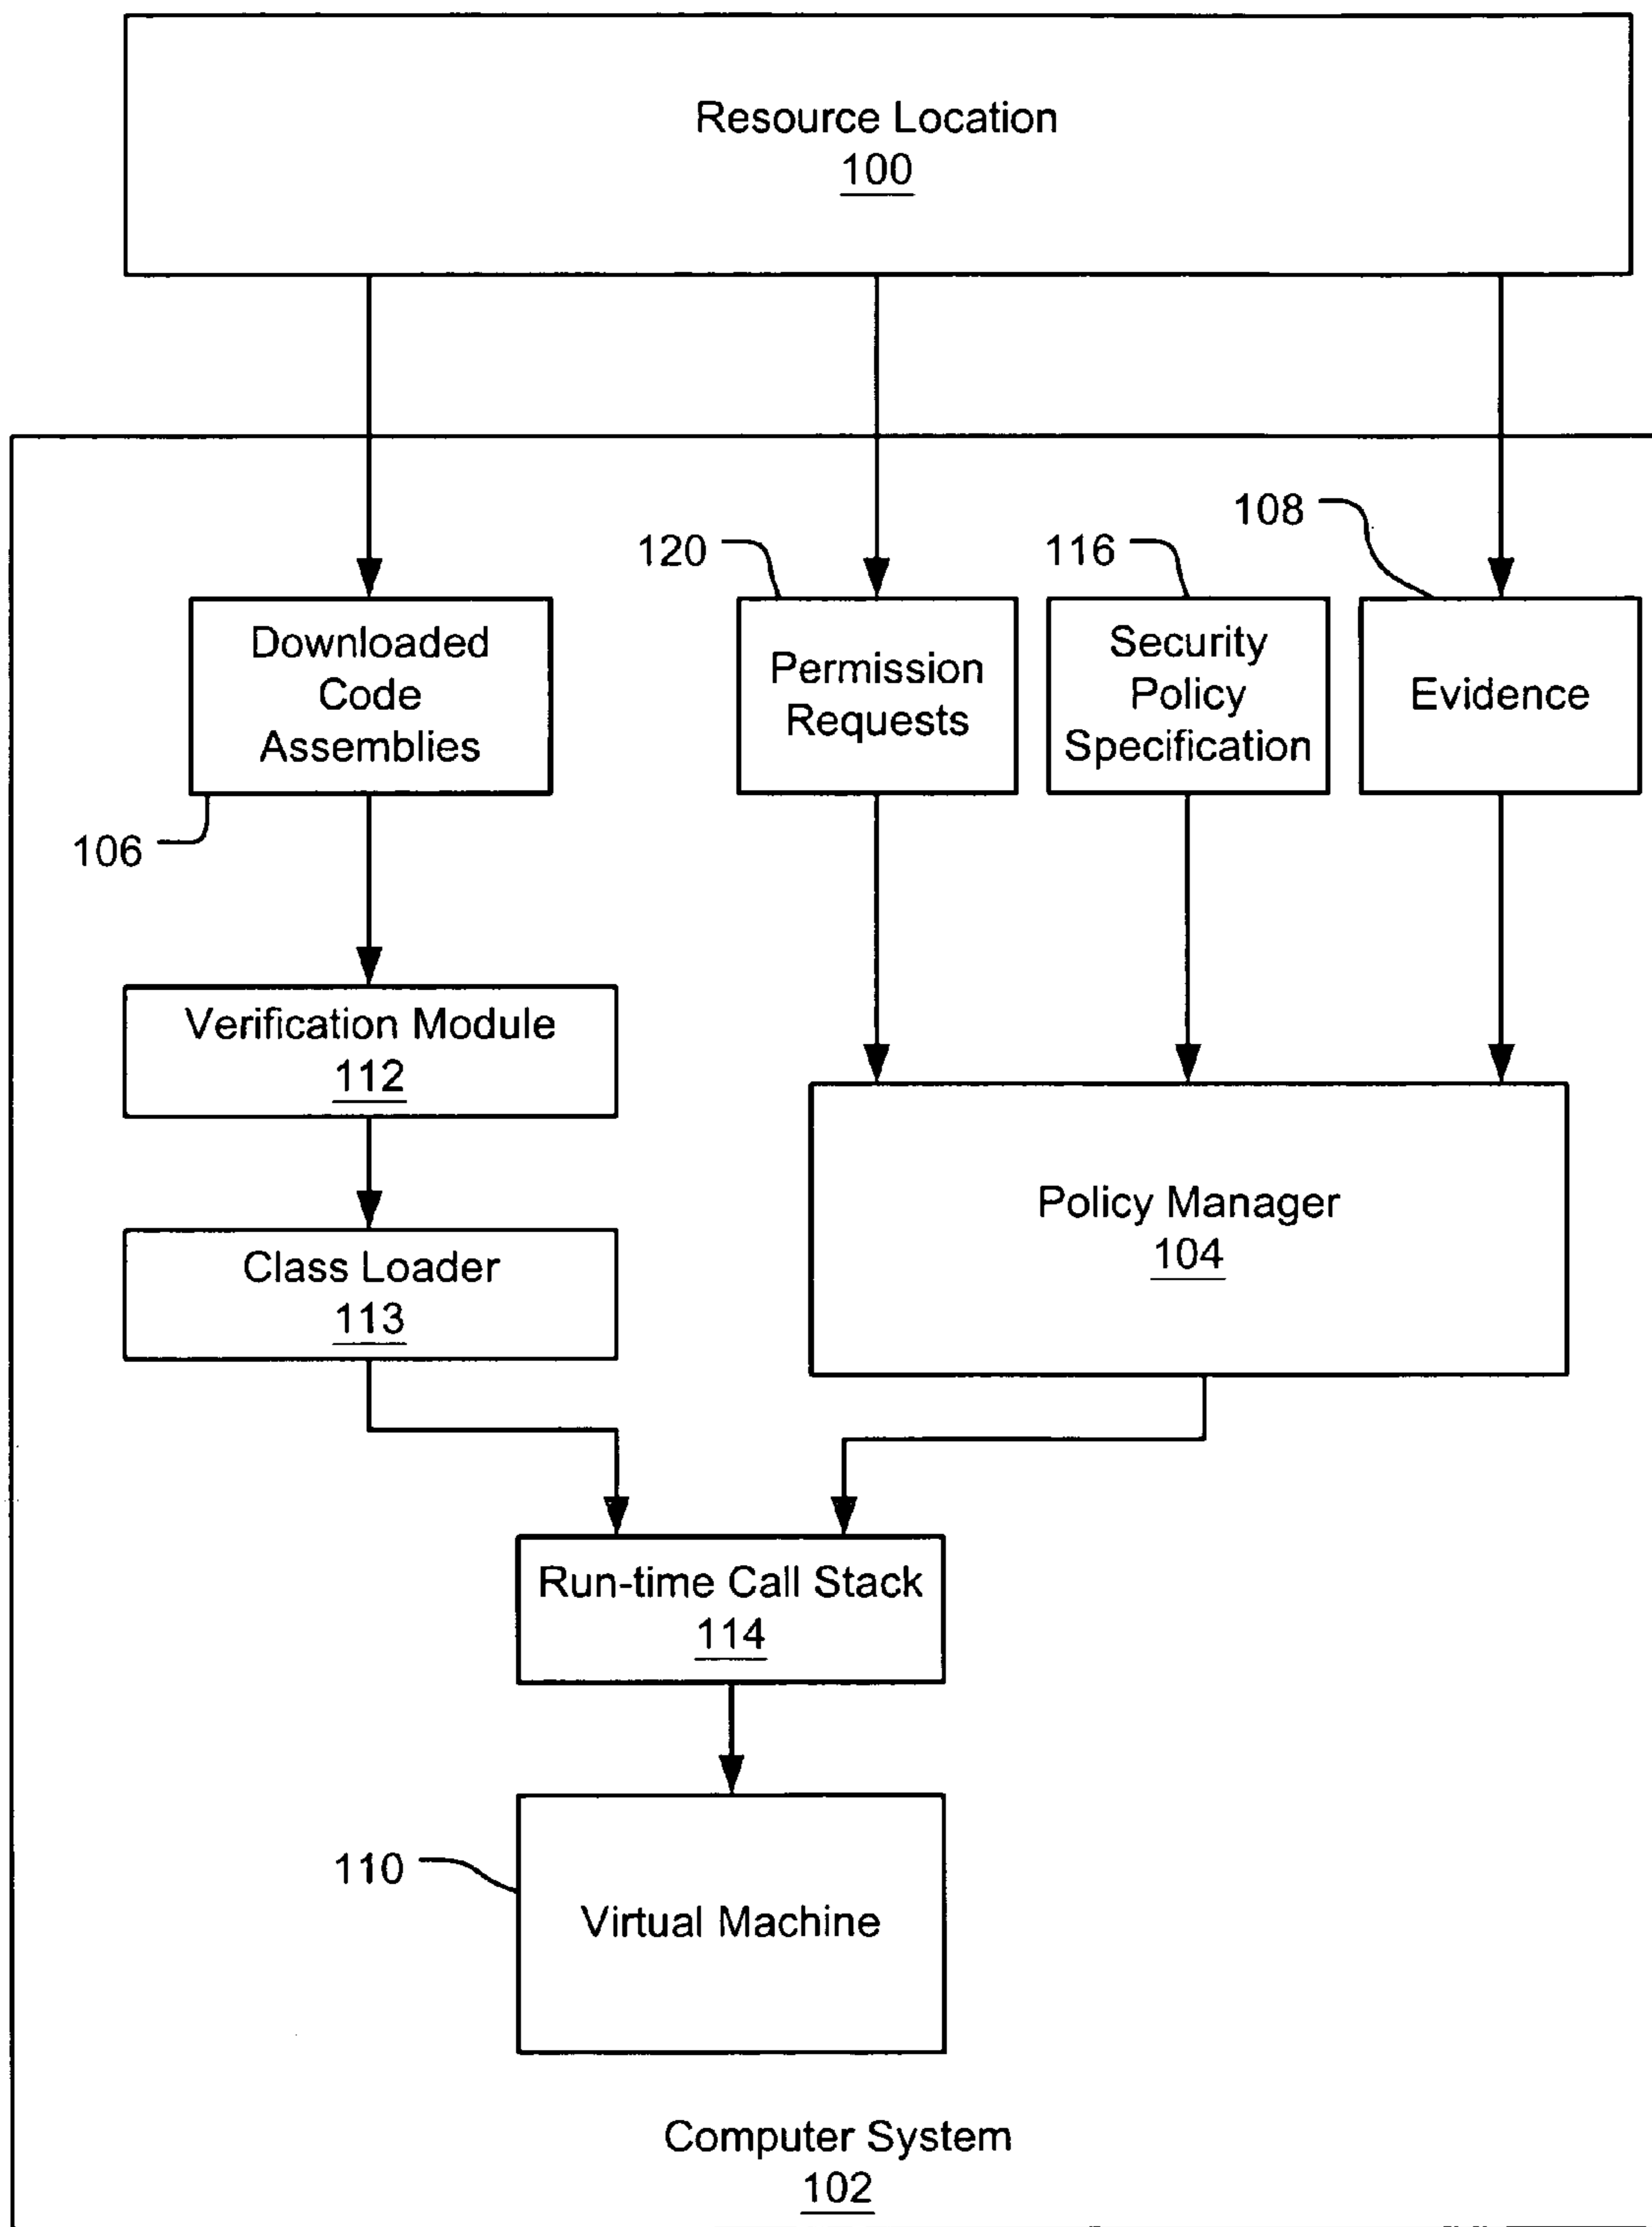 Resource Location
100
108
120
116
Downloaded
Code
Assemblies
Permission
Requests
Security
Policy
Specification
Evidence
106
Verification Module
112
Class Loader
113
Policy Manager
104
Run-time Call Stack
114
110
Virtual Machine
Computer System
102